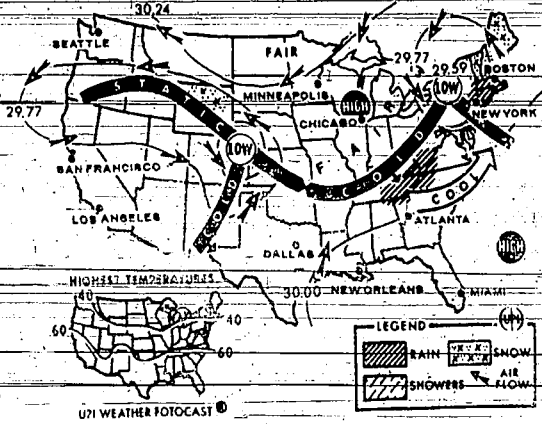 30.24
SEATTLE
FAIR
29.77
29.59
BOSTON
LOW
MINNEAPOLIS
HIGH
NEW YORK
STATIC
29.77
CHICAGO
FAIR
LOW
COLD
SAN FRANCISCO
COLD
COOL
LOS ANGELES
ATLANTA
DALLAS
HIGH
30.00
NEW ORLEANS
MIAMI
HIGHEST TEMPERATURES
40
40
60
60
LEGEND
UPI
RAIN
SNOW
SHOWERS
AIR FLOW
UPI WEATHER FOTOCAST ®